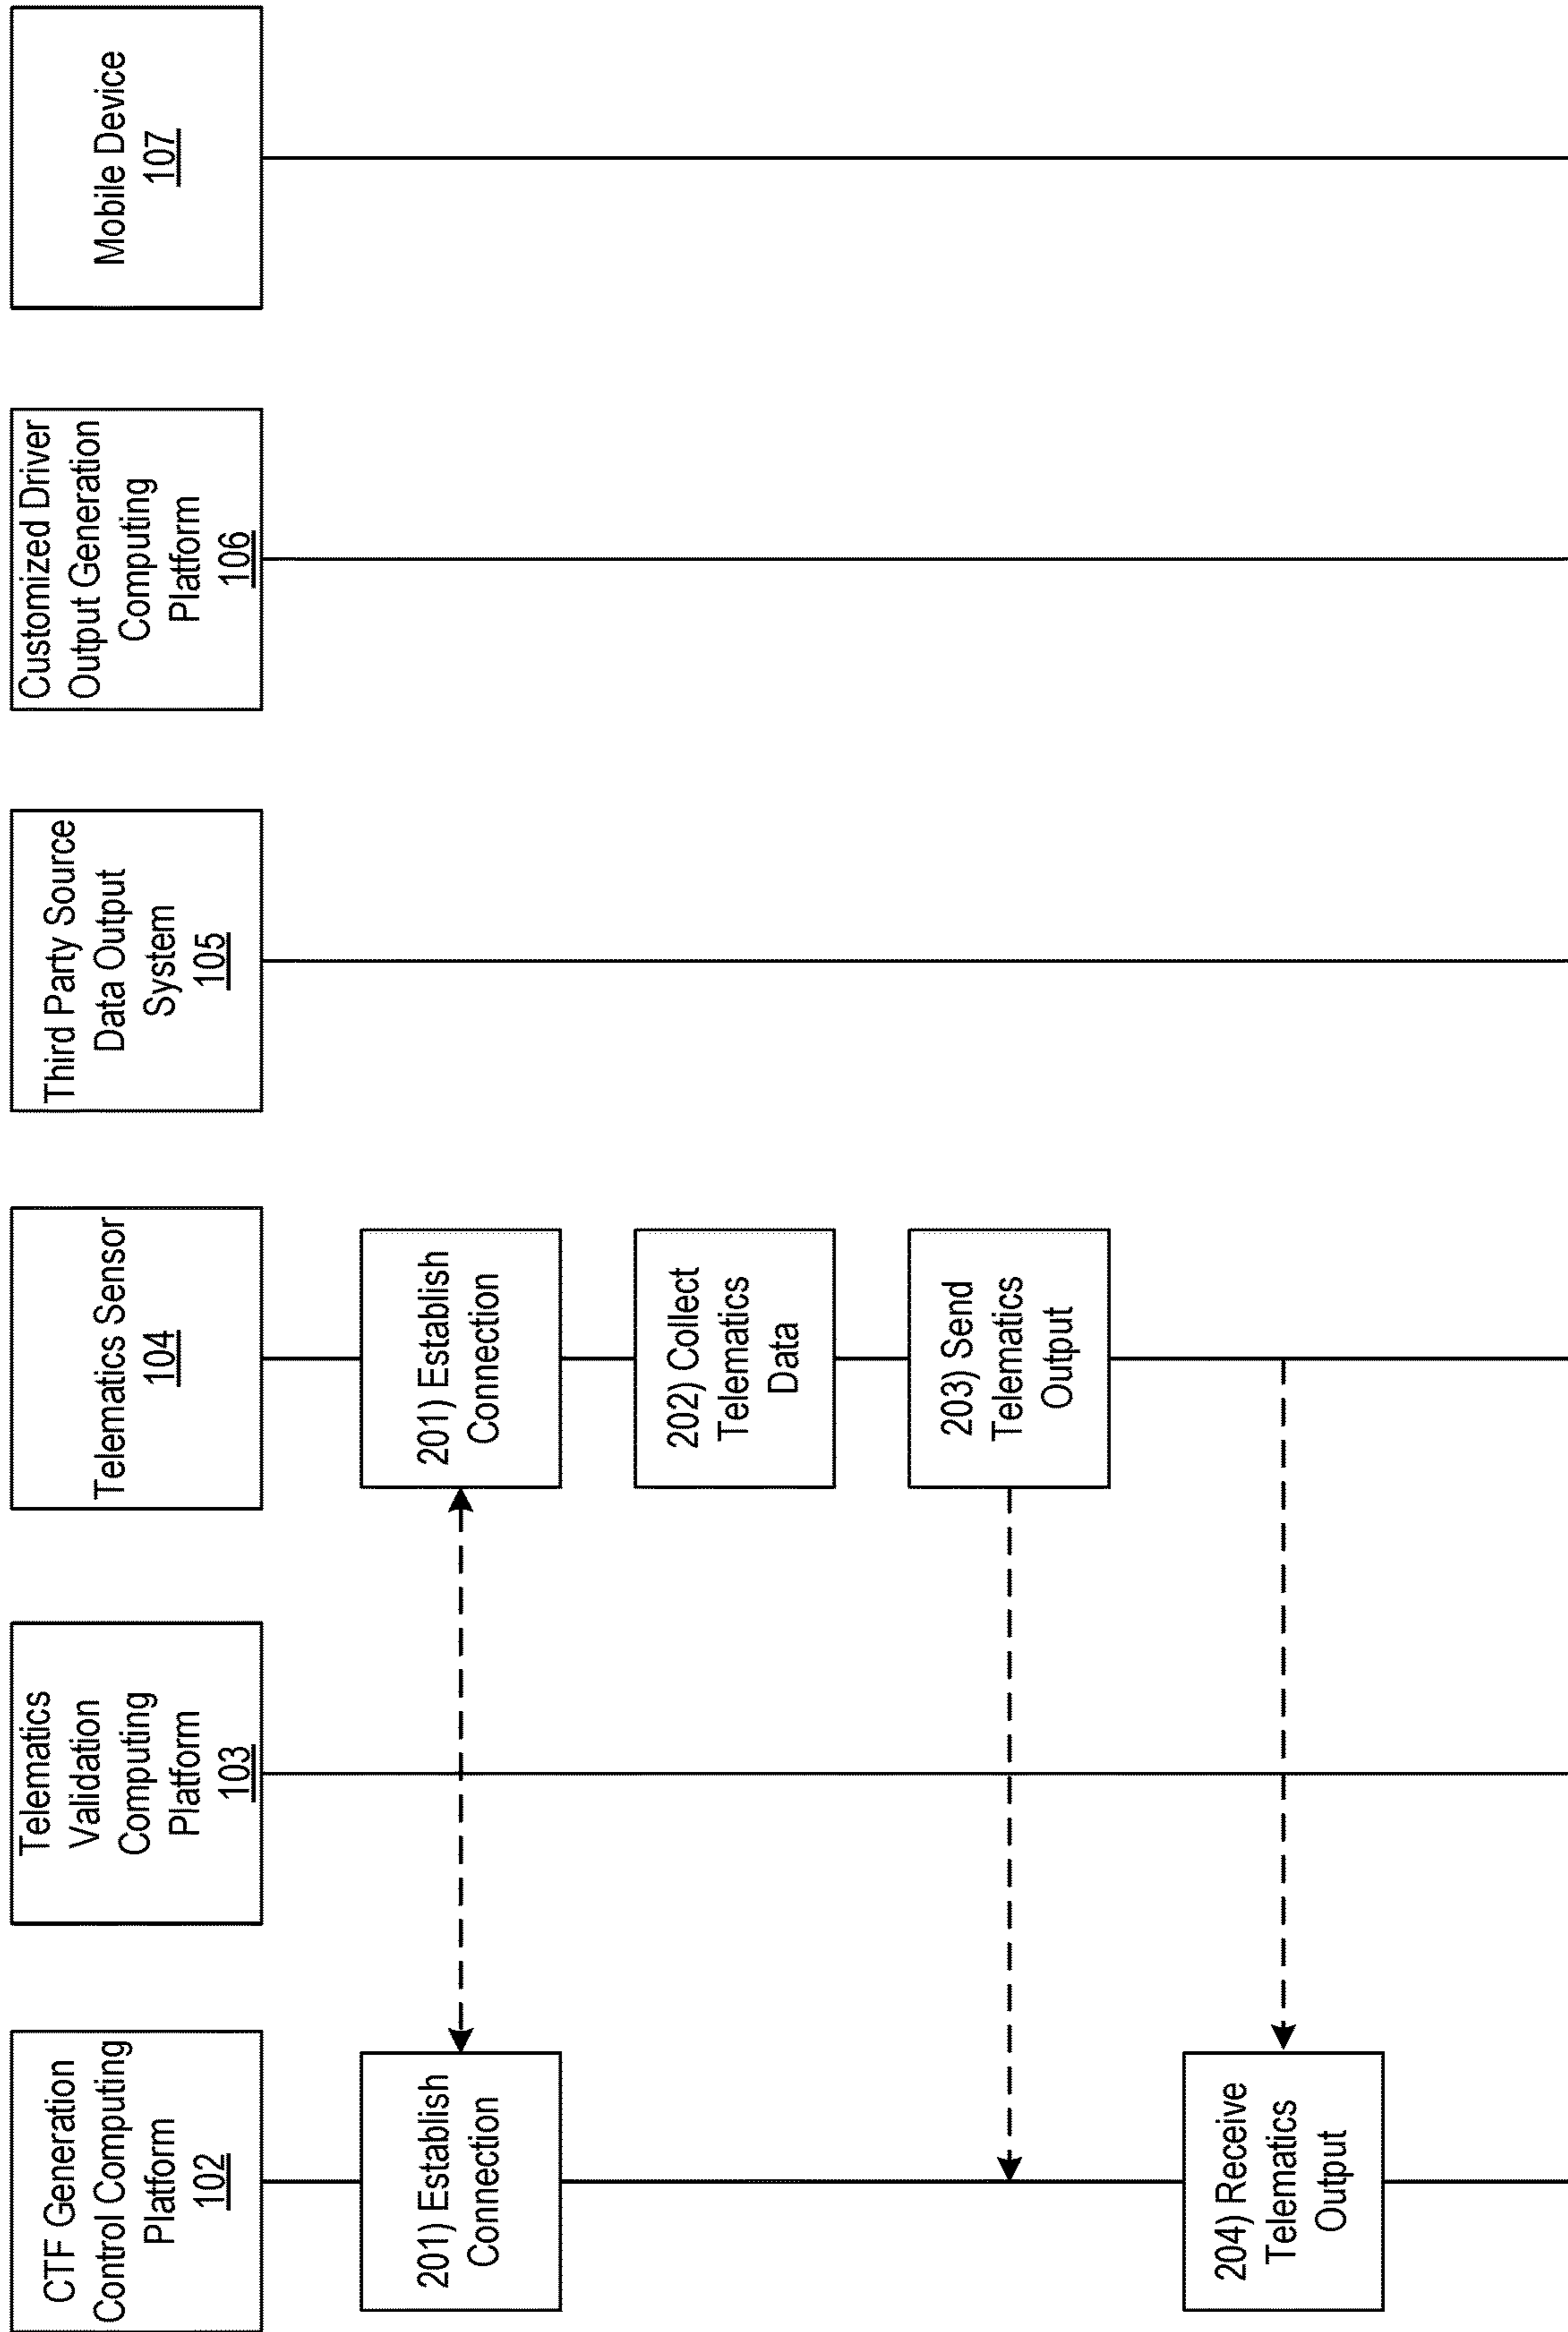 CTF Generation
Control Computing
Platform
102
Telematics
Validation
Computing
Platform
103
Telematics Sensor
104
Third Party Source
Data Output
System
105
Customized Driver
Output Generation
Computing
Platform
106
Mobile Device
107
201) Establish
Connection
201) Establish
Connection
202) Collect
Telematics
Data
203) Send
Telematics
Output
204) Receive
Telematics
Output